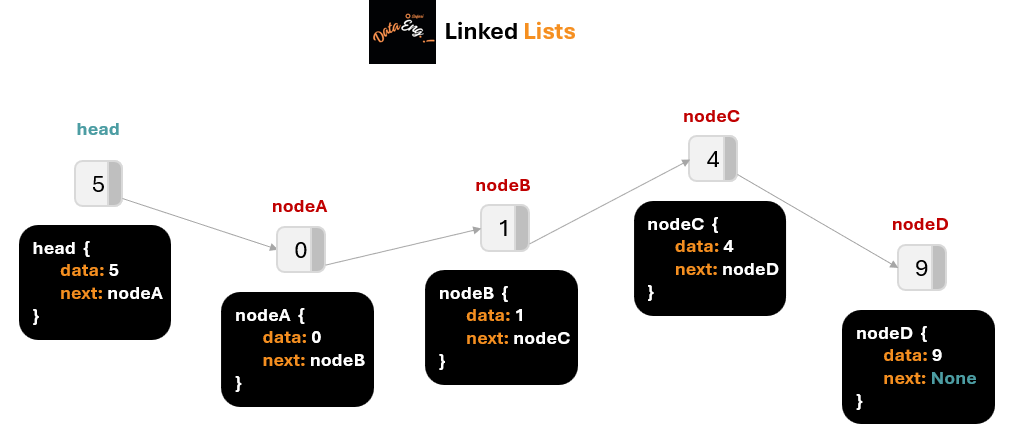 Data Eng.
Linked Lists
head
5
head {
data: 5
next: nodeA
}
nodeA
0
nodeA {
data: 0
next: nodeB
}
nodeB
1
nodeB {
data: 1
next: nodeC
}
nodeC
4
nodeC {
data: 4
next: nodeD
}
nodeD
9
nodeD {
data: 9
next: None
}